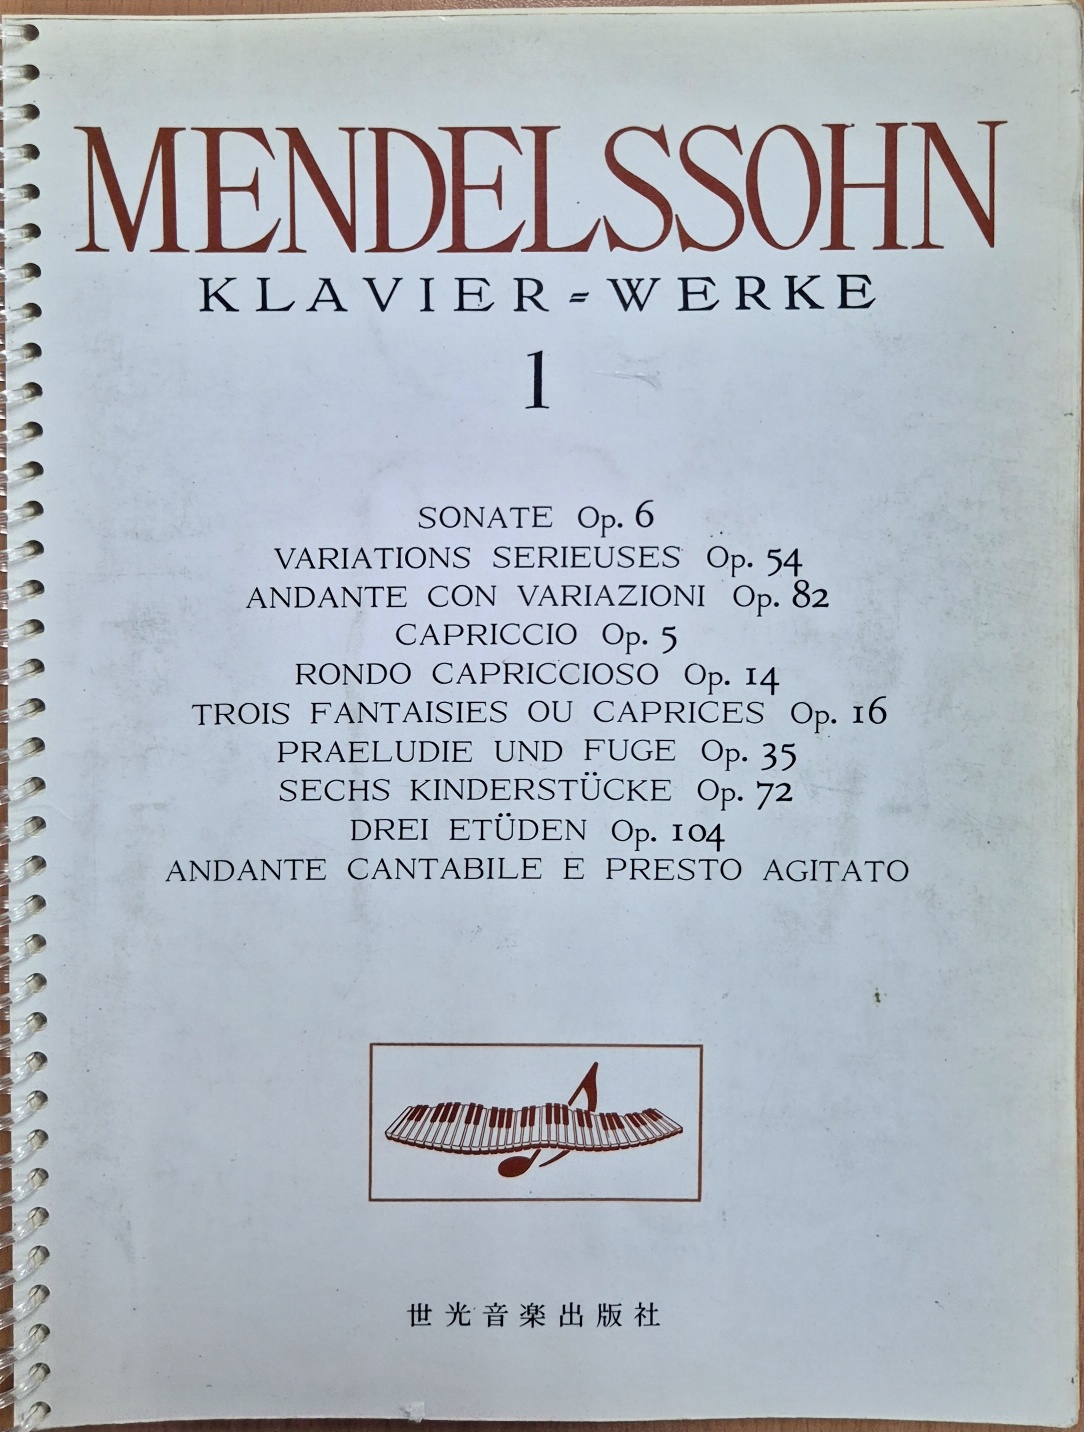 MENDELSSOHN
KLAVIER=WERKE
1
SONATE Op. 6
VARIATIONS SERIEUSES Op. 54
ANDANTE CON VARIAZIONI Op. 82
CAPRICCIO Op. 5
RONDO CAPRICCIOSO Op. 14
TROIS FANTAISIES OU CAPRICES Op. 16
PRAELUDIE UND FUGE Op. 35
SECHS KINDERSTÜCKE Op. 72
DREI ETÜDEN Op. 104
ANDANTE CANTABILE E PRESTO AGITATO
世光音楽出版社